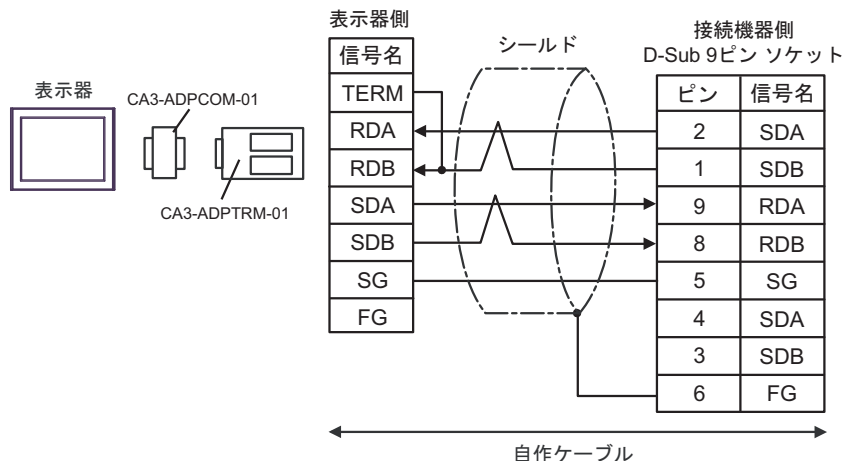 表示器
CA3-ADPCOM-01
CA3-ADPTRM-01
表示器側
信号名
TERM
RDA
RDB
SDA
SDB
SG
FG
シールド
接続機器側
D-Sub 9ピン ソケット
ピン 信号名
2 SDA
1 SDB
9 RDA
8 RDB
5 SG
4 SDA
3 SDB
6 FG
自作ケーブル